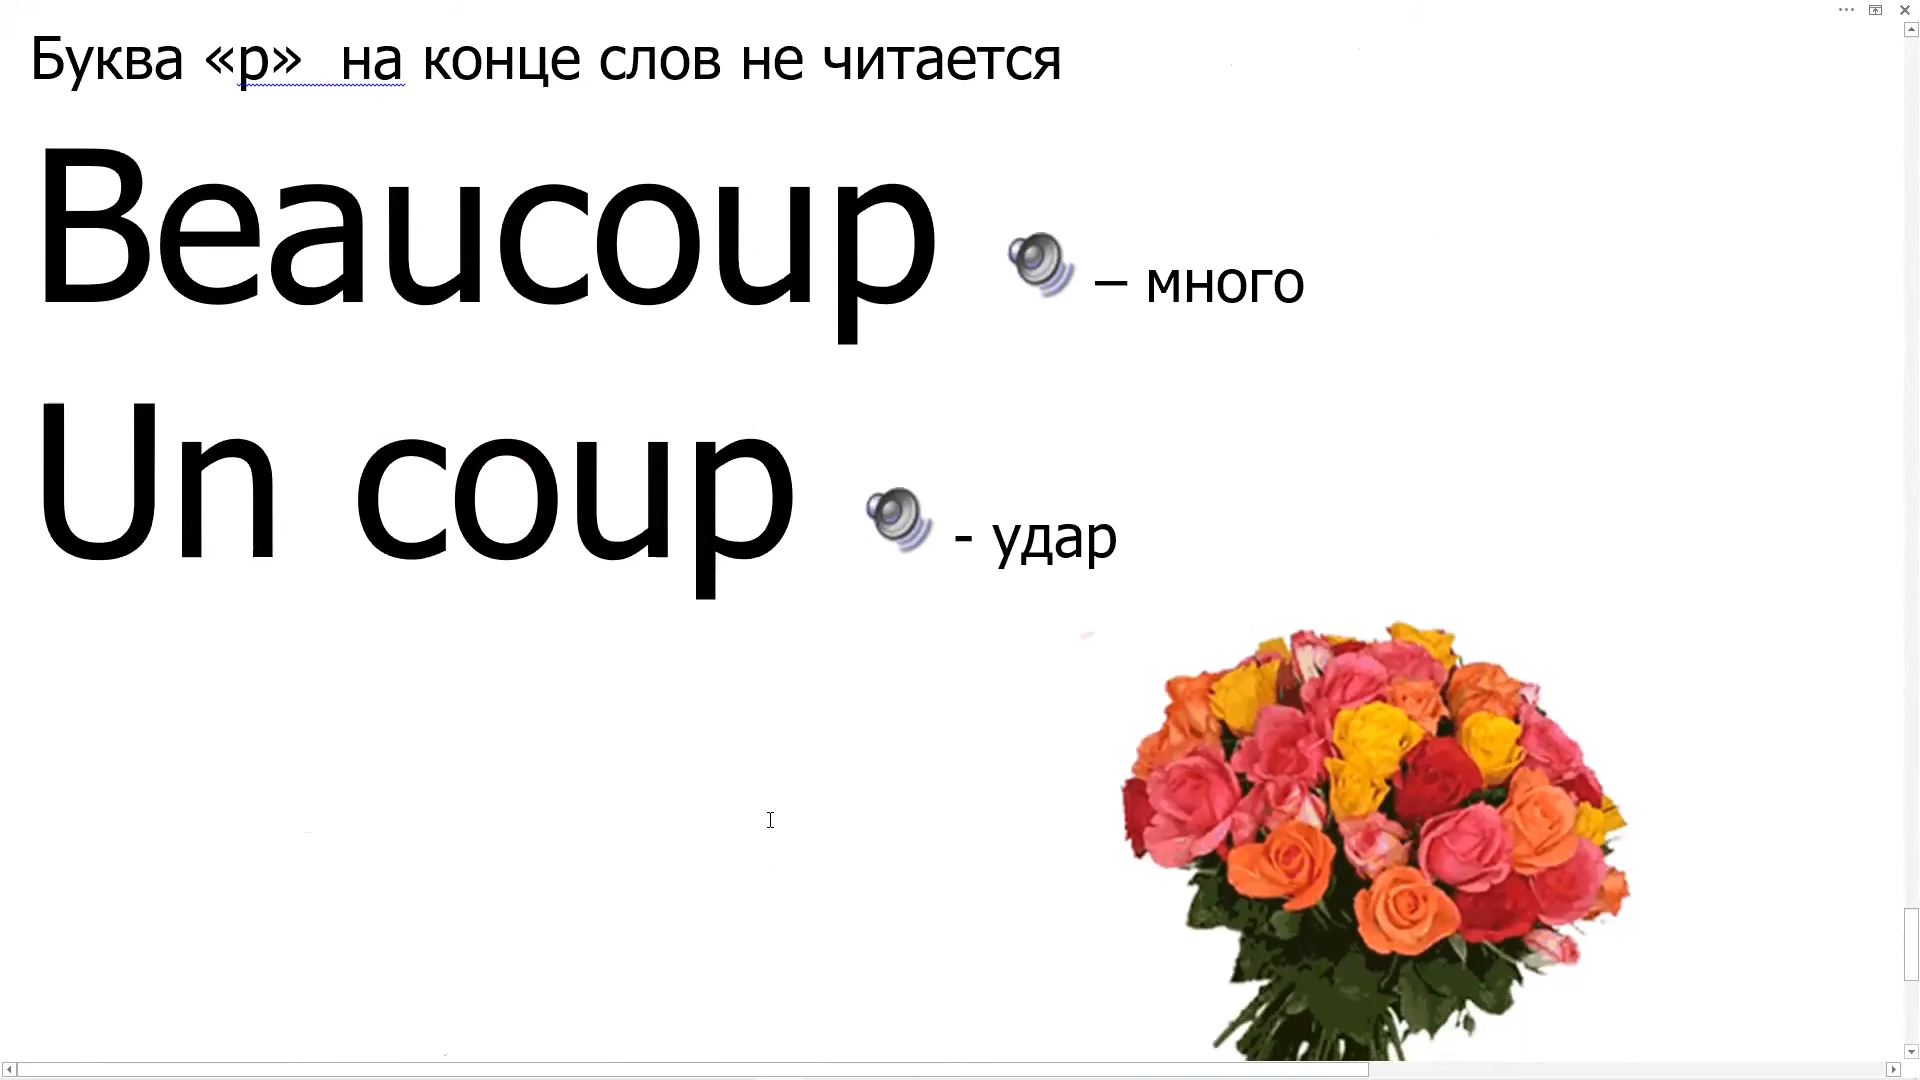 Буква «p» на конце слов не читается
Beaucoup – много
Un coup - удар